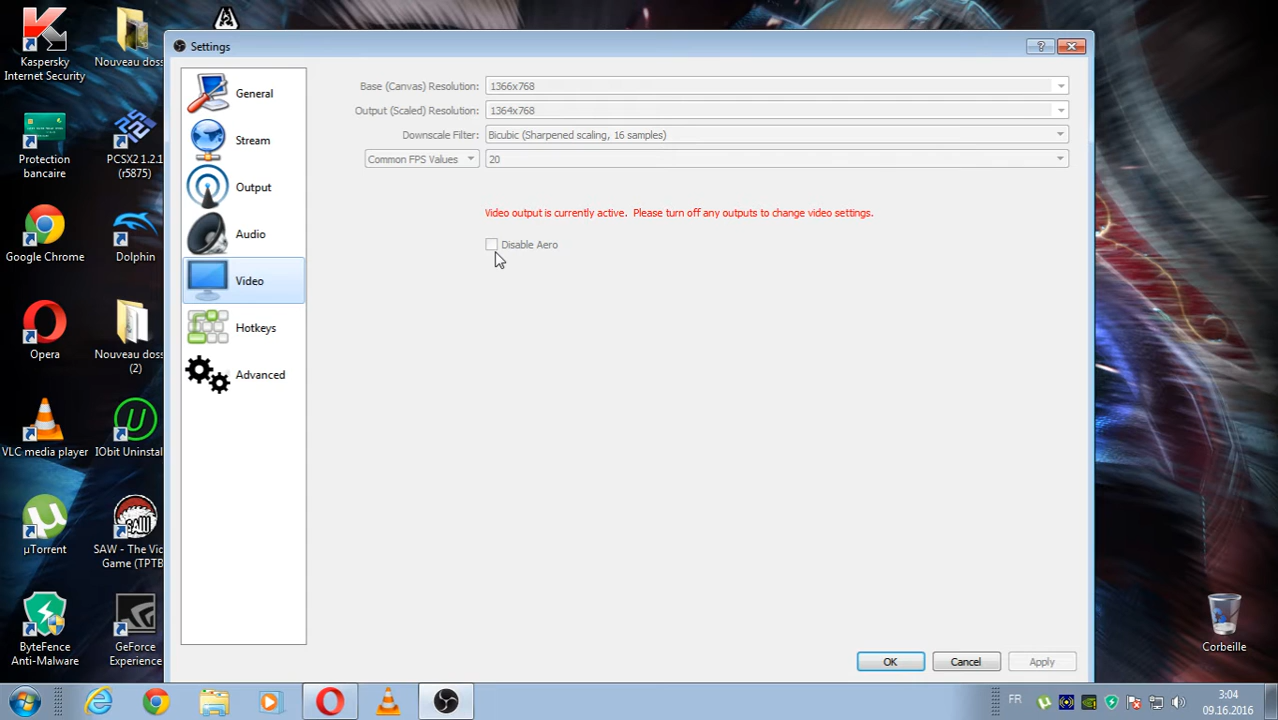 Settings
General
Stream
Output
Audio
Video
Hotkeys
Advanced
Base (Canvas) Resolution: 1366x768
Output (Scaled) Resolution: 1364x768
Downscale Filter: Bicubic (Sharpened scaling, 16 samples)
Common FPS Values 20
Video output is currently active. Please turn off any outputs to change video settings.
Disable Aero
OK Cancel Apply
Kaspersky
Internet Security
Nouveau doss
Protection
bancaire
PCSX2 1.2.1
(r5875)
Google Chrome
Dolphin
Opera
Nouveau doss
(2)
VLC media player
IObit Uninstal
µTorrent
SAW - The Vic
Game (TPTB
ByteFence
Anti-Malware
GeForce
Experience
Corbeille
FR
3:04
09.16.2016